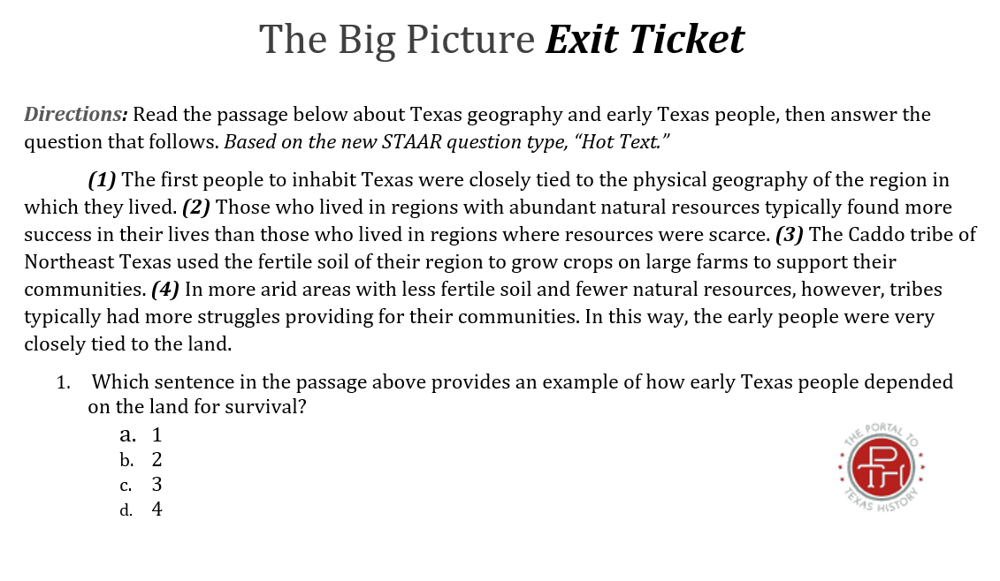 The Big Picture Exit Ticket
Directions: Read the passage below about Texas geography and early Texas people, then answer the
question that follows. Based on the new STAAR question type, “Hot Text.”
(1) The first people to inhabit Texas were closely tied to the physical geography of the region in
which they lived. (2) Those who lived in regions with abundant natural resources typically found more
success in their lives than those who lived in regions where resources were scarce. (3) The Caddo tribe of
Northeast Texas used the fertile soil of their region to grow crops on large farms to support their
communities. (4) In more arid areas with less fertile soil and fewer natural resources, however, tribes
typically had more struggles providing for their communities. In this way, the early people were very
closely tied to the land.
1. Which sentence in the passage above provides an example of how early Texas people depended
on the land for survival?
a. 1
b. 2
c. 3
d. 4
THE PORTAL TO
PTH
TEXAS HISTORY